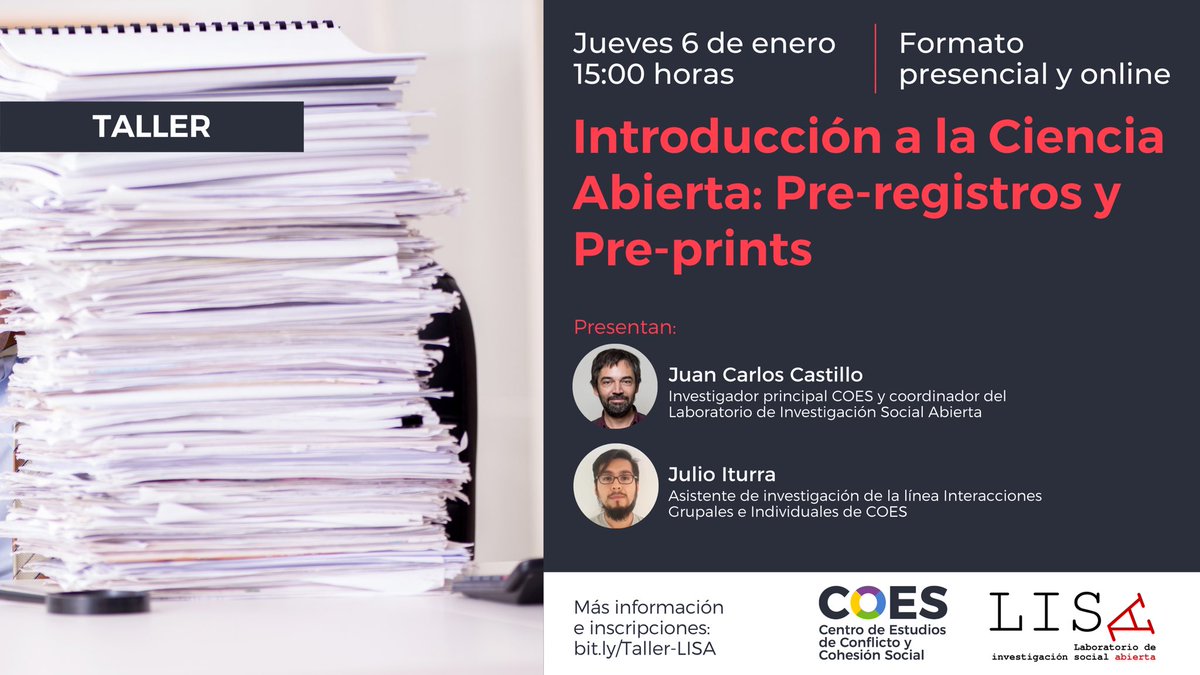 TALLER
Jueves 6 de enero
15:00 horas
Formato
presencial y online
Introducción a la Ciencia
Abierta: Pre-registros y
Pre-prints
Presentan:
Juan Carlos Castillo
Investigador principal COES y coordinador del
Laboratorio de Investigación Social Abierta
Julio Iturra
Asistente de investigación de la línea Interacciones
Grupales e Individuales de COES
Más información
e inscripciones:
bit.ly/Taller-LISA
COES
Centro de Estudios
de Conflicto y
Cohesión Social
LISA
Laboratorio de
investigación social abierta